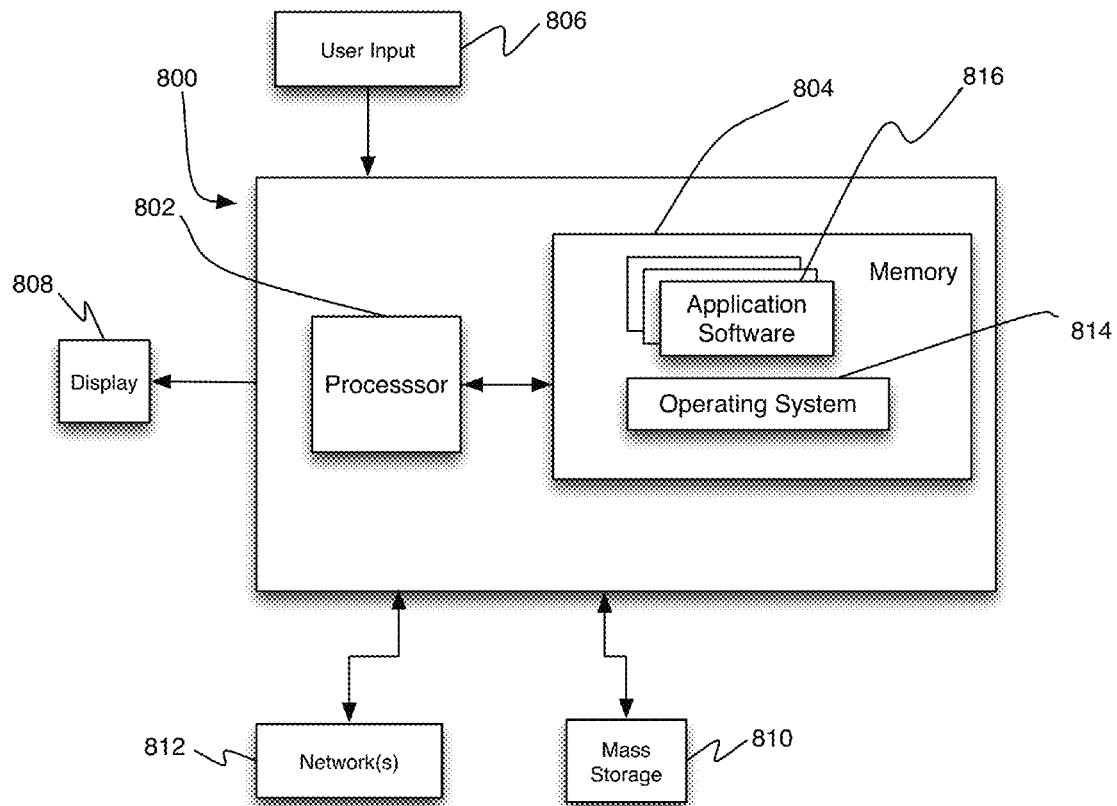 User Input
806
800
804
816
802
Memory
808
Application
Software
814
Display
Processsor
Operating System
812
Network(s)
Mass
Storage
810